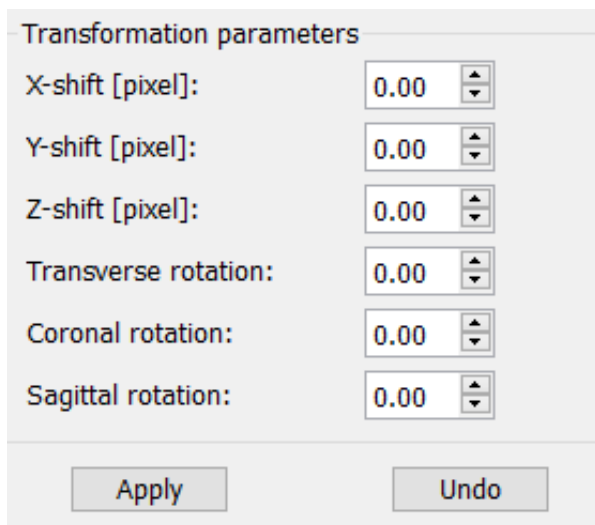 Transformation parameters
X-shift [pixel]: 0.00
Y-shift [pixel]: 0.00
Z-shift [pixel]: 0.00
Transverse rotation: 0.00
Coronal rotation: 0.00
Sagittal rotation: 0.00
Apply Undo